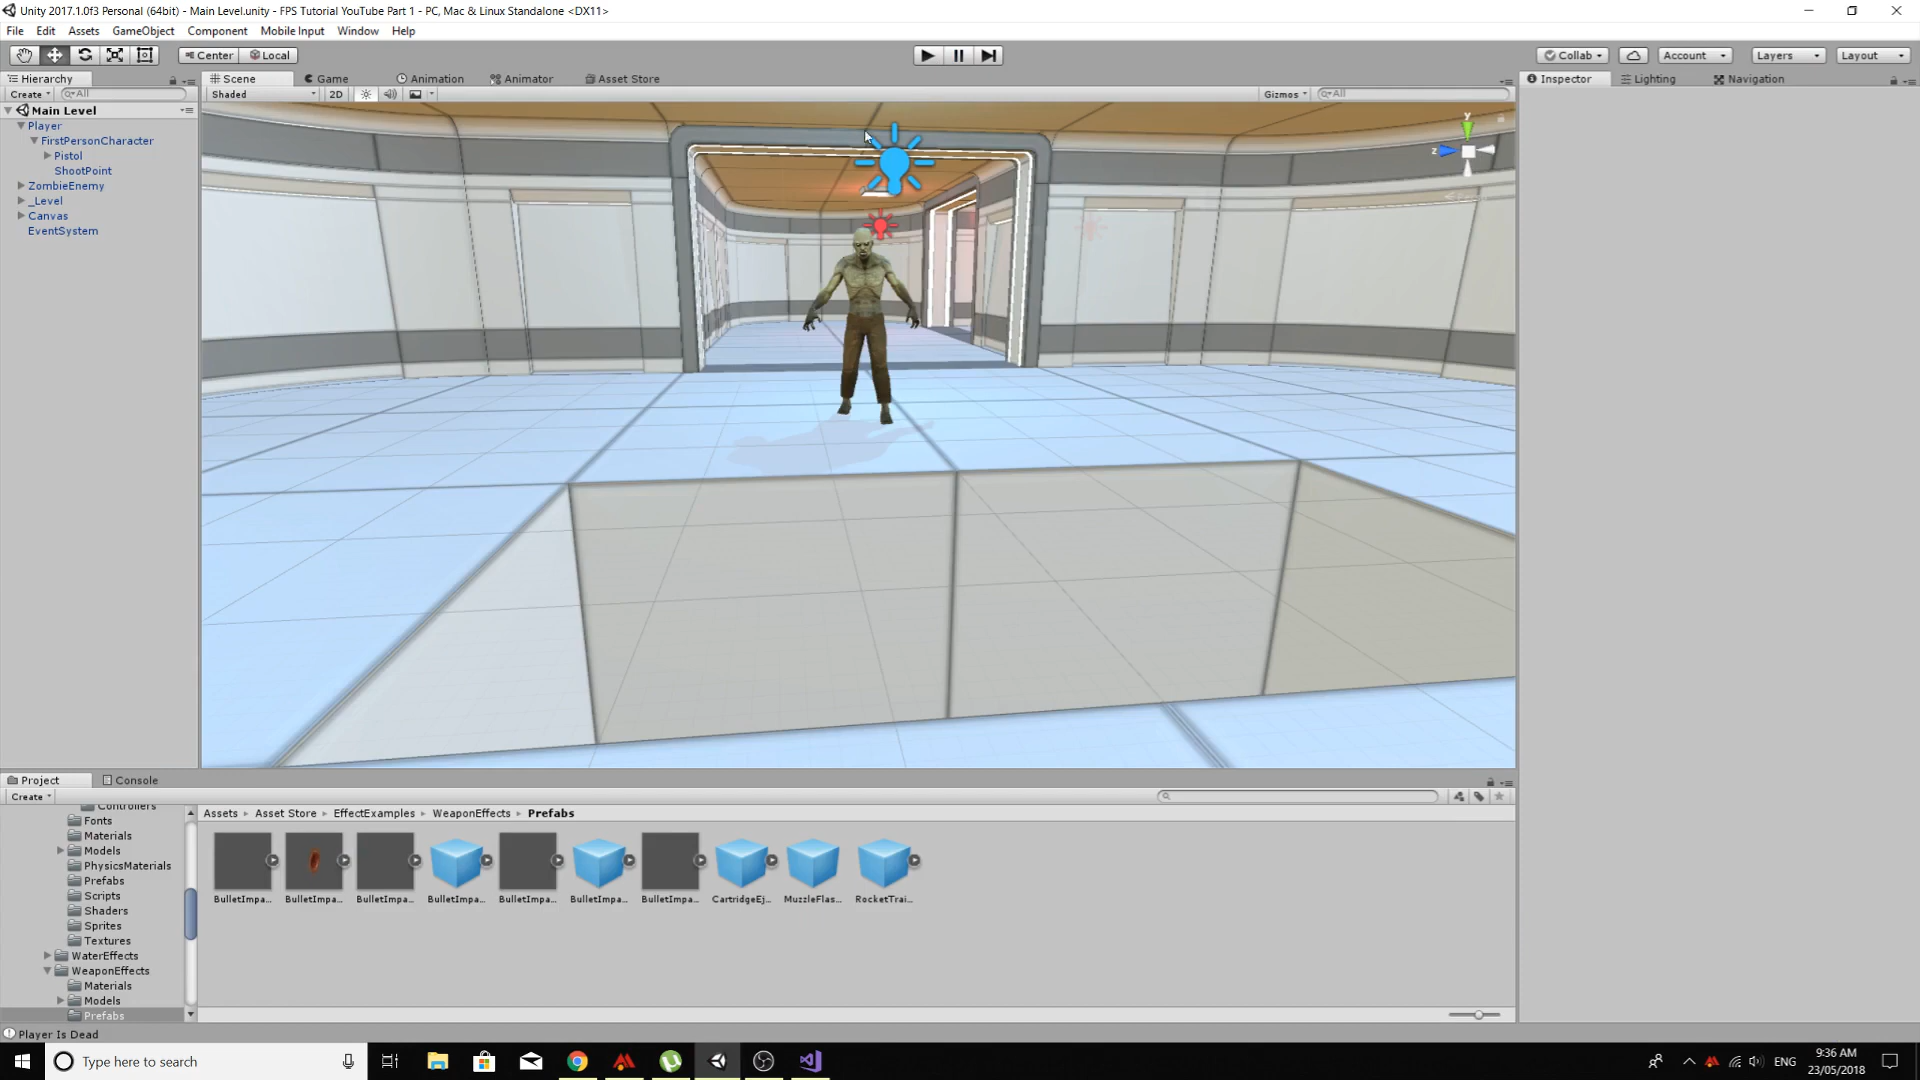 Unity 2017.1.0f3 Personal (64bit) - Main Level.unity - FPS Tutorial YouTube Part 1 - PC, Mac & Linux Standalone <DX11>
File Edit Assets GameObject Component Mobile Input Window Help
Center Local Collab Account Layers Layout
Hierarchy Scene Game Animation Animator Asset Store Inspector Lighting Navigation
Create All Shaded 2D Gizmos All
Main Level
Player
FirstPersonCharacter
Pistol
ShootPoint
ZombieEnemy
_Level
Canvas
EventSystem
y
z
Project Console
Create
Controllers
Fonts
Materials
Models
PhysicsMaterials
Prefabs
Scripts
Shaders
Sprites
Textures
WaterEffects
WeaponEffects
Materials
Models
Prefabs
Assets Asset Store EffectExamples WeaponEffects Prefabs
BulletImpa... BulletImpa... BulletImpa... BulletImpa... BulletImpa... BulletImpa... BulletImpa... CartridgeEj... MuzzleFlas... RocketTrai...
Player Is Dead
Type here to search
ENG
9:36 AM
23/05/2018